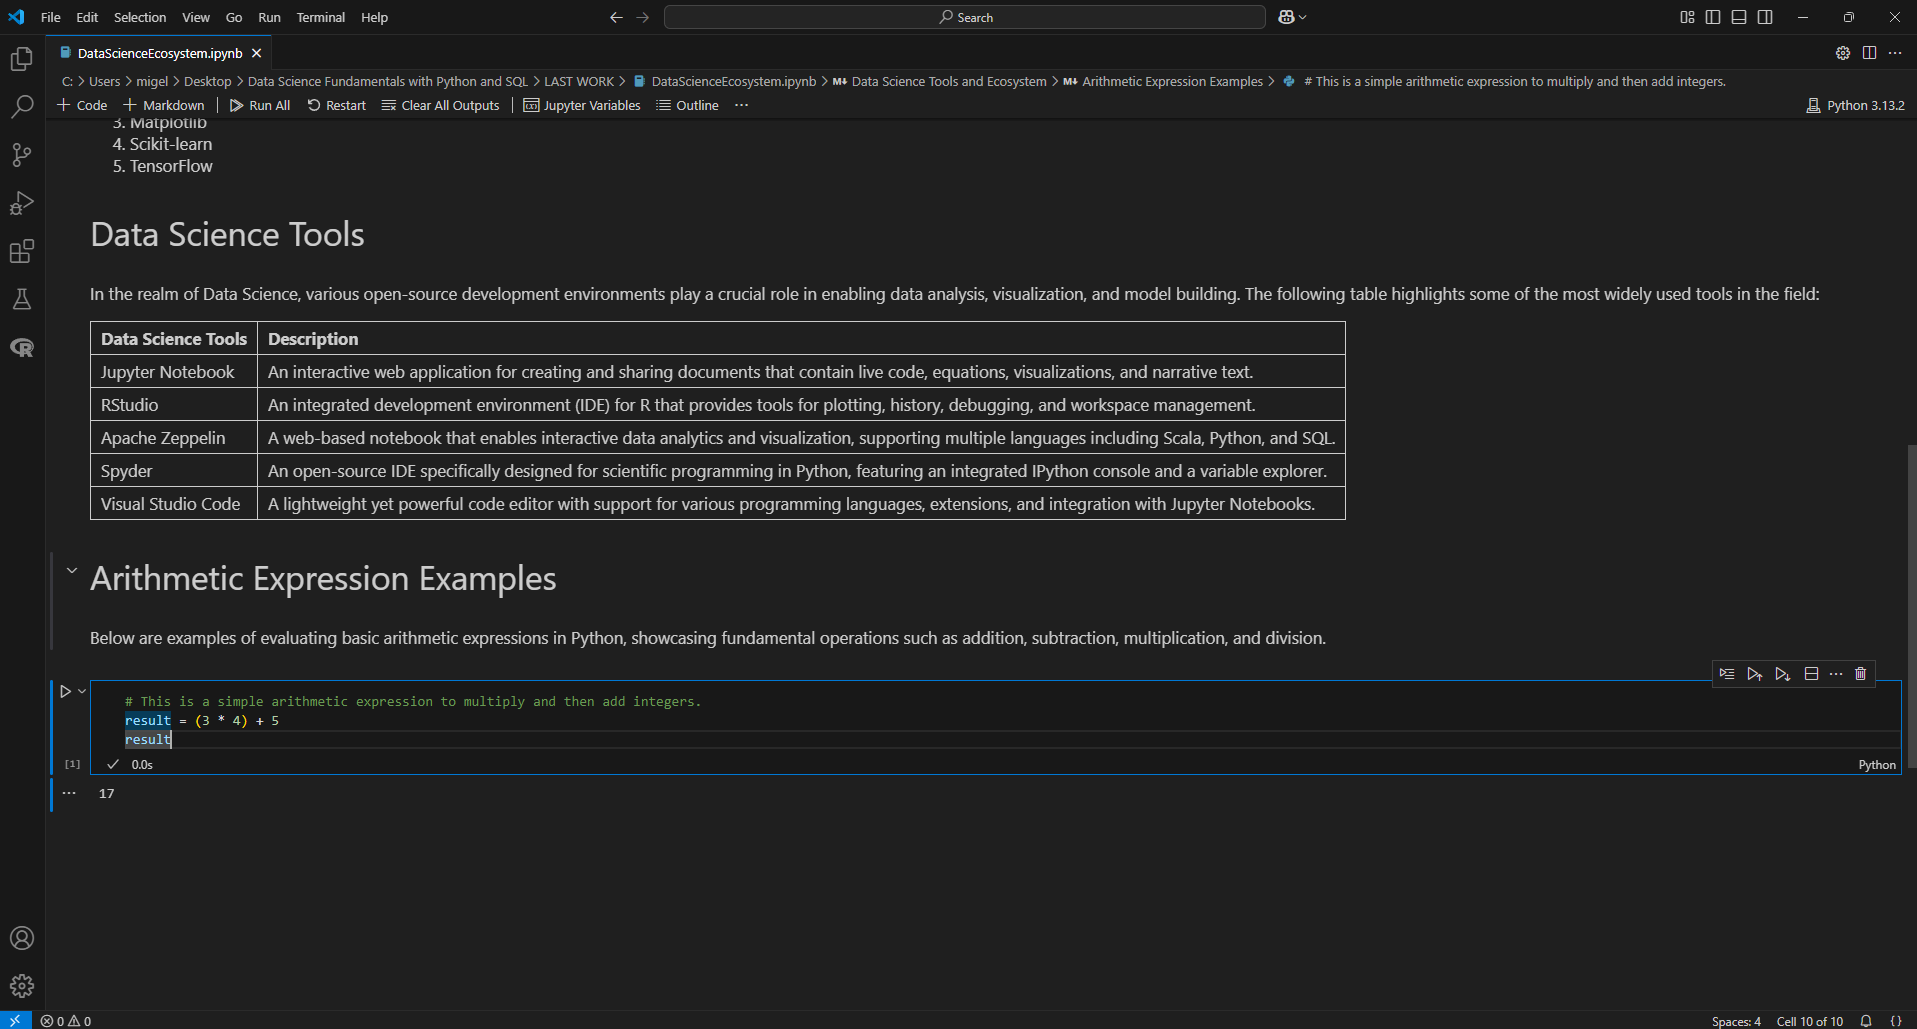 File Edit Selection View Go Run Terminal Help
Search
DataScienceEcosystem.ipynb
C: > Users > migel > Desktop > Data Science Fundamentals with Python and SQL > LAST WORK > DataScienceEcosystem.ipynb > M↓ Data Science Tools and Ecosystem > M↓ Arithmetic Expression Examples > # This is a simple arithmetic expression to multiply and then add integers.
+ Code + Markdown | Run All Restart Clear All Outputs | Jupyter Variables Outline ...
Python 3.13.2
3. Matplotlib
4. Scikit-learn
5. TensorFlow
Data Science Tools
In the realm of Data Science, various open-source development environments play a crucial role in enabling data analysis, visualization, and model building. The following table highlights some of the most widely used tools in the field:
Data Science Tools Description
Jupyter Notebook An interactive web application for creating and sharing documents that contain live code, equations, visualizations, and narrative text.
RStudio An integrated development environment (IDE) for R that provides tools for plotting, history, debugging, and workspace management.
Apache Zeppelin A web-based notebook that enables interactive data analytics and visualization, supporting multiple languages including Scala, Python, and SQL.
Spyder An open-source IDE specifically designed for scientific programming in Python, featuring an integrated IPython console and a variable explorer.
Visual Studio Code A lightweight yet powerful code editor with support for various programming languages, extensions, and integration with Jupyter Notebooks.
Arithmetic Expression Examples
Below are examples of evaluating basic arithmetic expressions in Python, showcasing fundamental operations such as addition, subtraction, multiplication, and division.
# This is a simple arithmetic expression to multiply and then add integers.
result = (3 * 4) + 5
result
[1] 0.0s
Python
17
0 0
Spaces: 4 Cell 10 of 10 {}